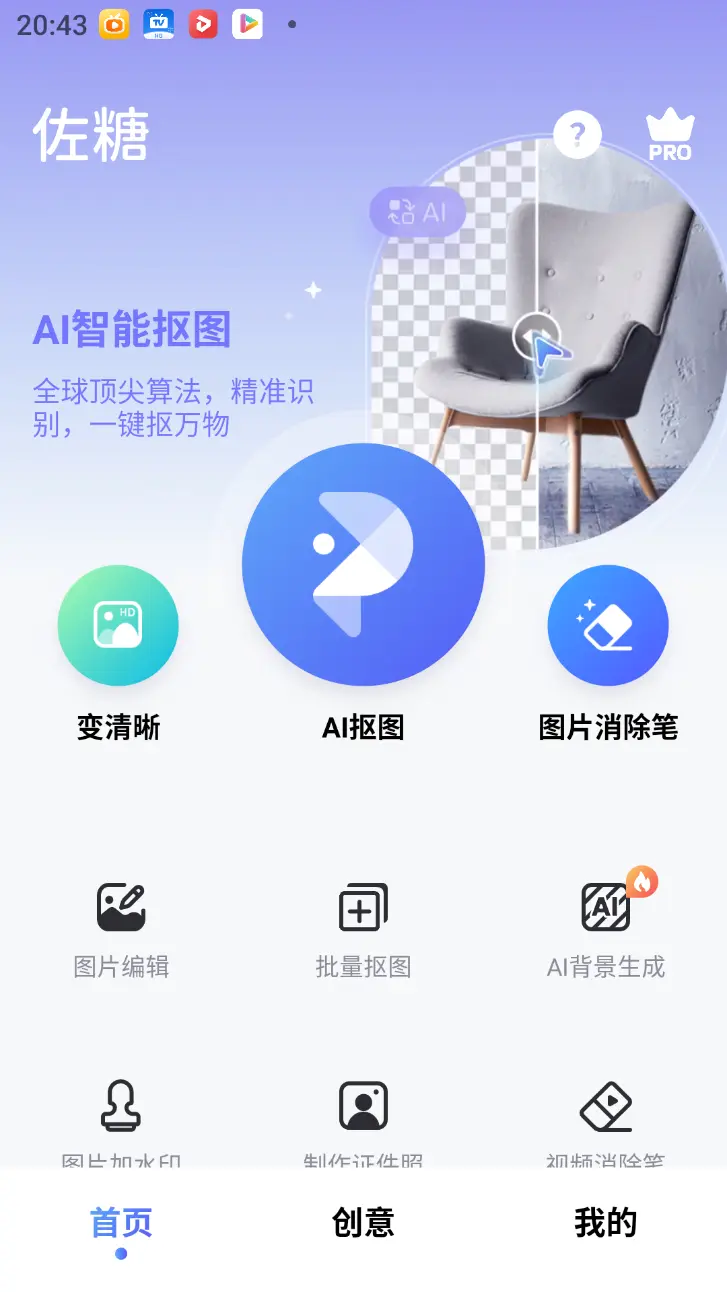 20:43
佐糖
?
PRO
AI
AI智能抠图
全球顶尖算法，精准识
别，一键抠万物
HD
变清晰
AI抠图
图片消除笔
AI
图片编辑
批量抠图
AI背景生成
图片加水印
制作证件照
视频消除笔
首页
创意
我的